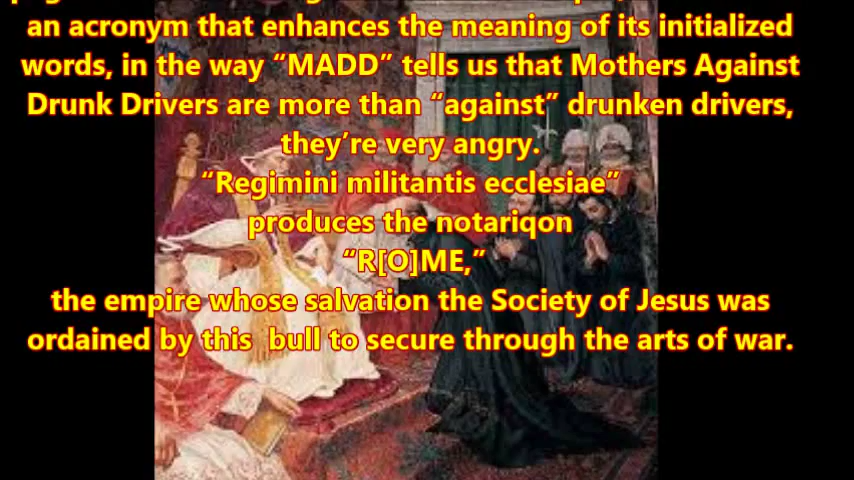 an acronym that enhances the meaning of its initialized
words, in the way “MADD” tells us that Mothers Against
Drunk Drivers are more than “against” drunken drivers,
they’re very angry.
“Regimini militantis ecclesiae”
produces the notariqon
“R[O]ME,”
the empire whose salvation the Society of Jesus was
ordained by this bull to secure through the arts of war.